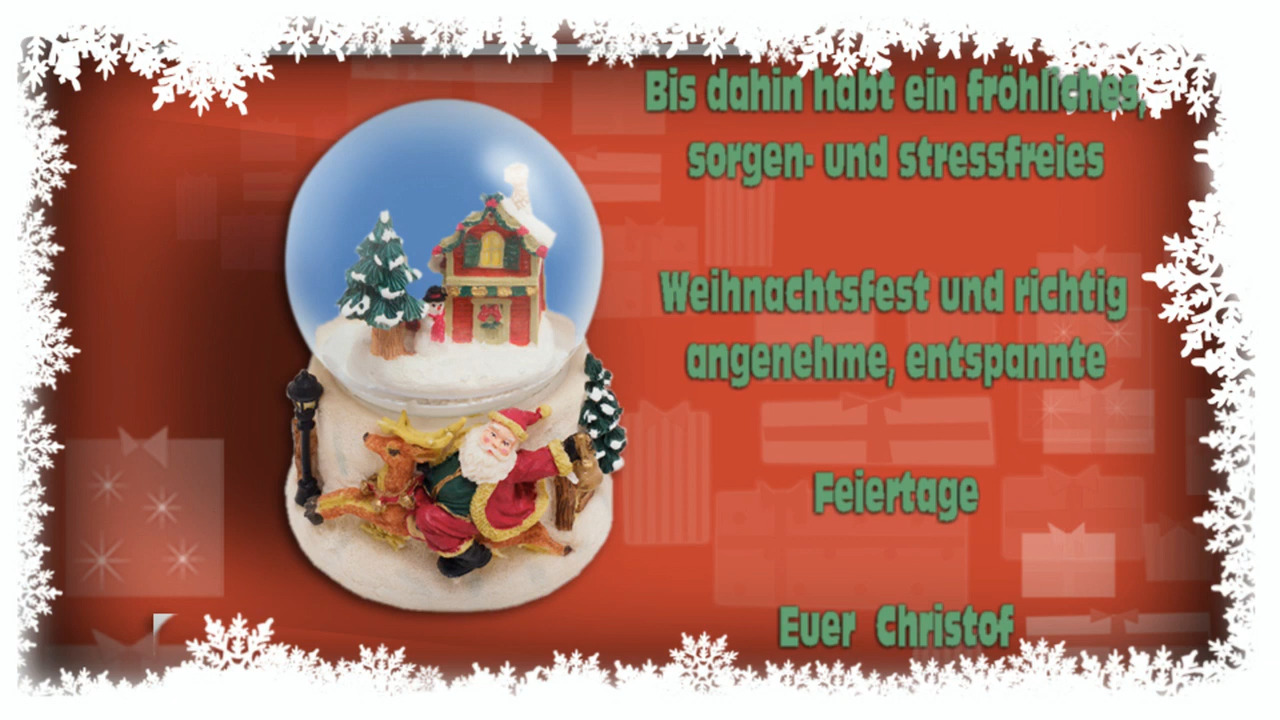 Bis dahin habt ein fröhliches,
sorgen- und stressfreies
Weihnachtsfest und richtig
angenehme, entspannte
Feiertage
Euer Christof